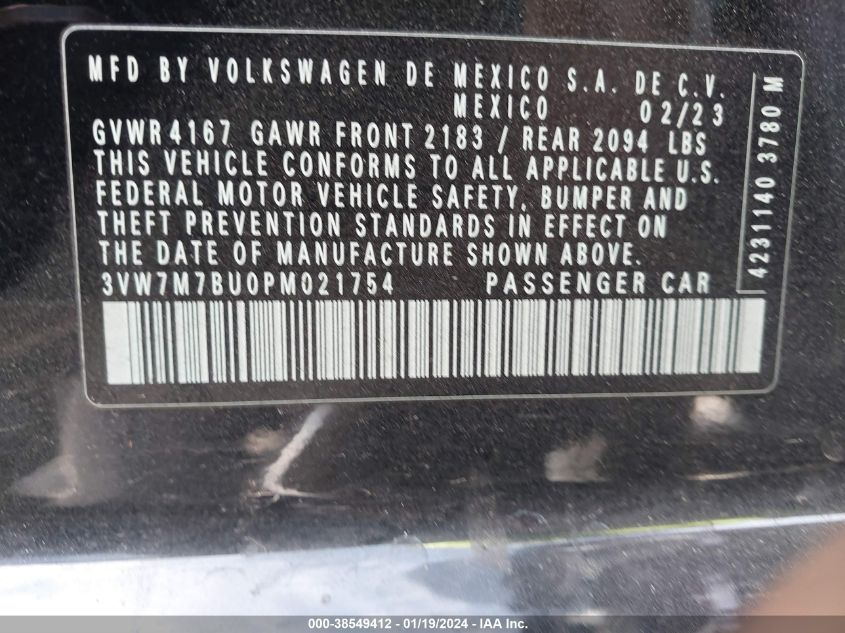 MFD BY VOLKSWAGEN DE MEXICO S.A. DE C.V.
MEXICO 02/23
GVWR 4167 GAWR FRONT 2183 / REAR 2094 LBS
THIS VEHICLE CONFORMS TO ALL APPLICABLE U.S.
FEDERAL MOTOR VEHICLE SAFETY, BUMPER AND
THEFT PREVENTION STANDARDS IN EFFECT ON
THE DATE OF MANUFACTURE SHOWN ABOVE.
3VW7M7BU0PM021754 PASSENGER CAR
4231140 3780 M
000-38549412 - 01/19/2024 - IAA Inc.